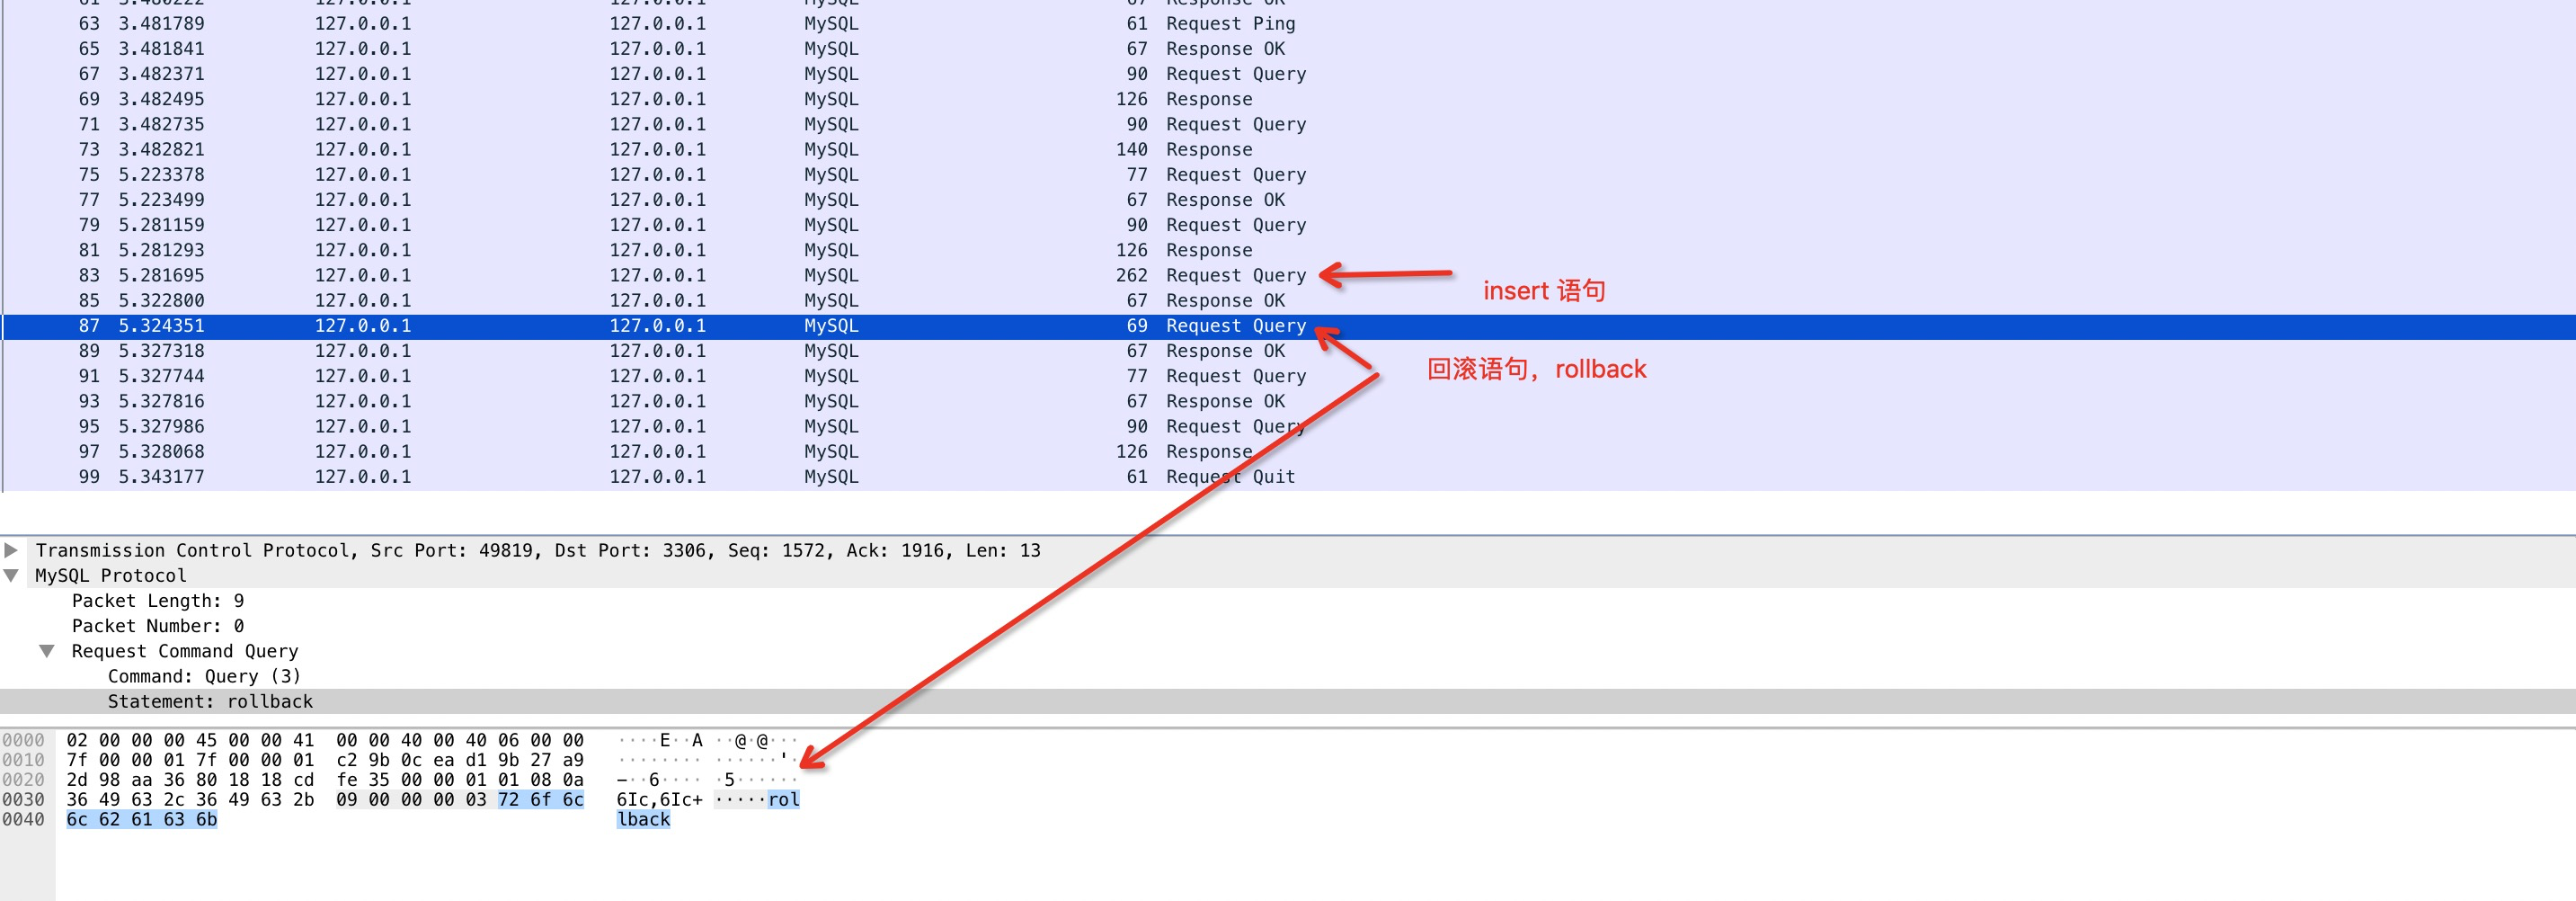 61 3.480222 127.0.0.1 127.0.0.1 MySQL 67 Response OK
63 3.481789 127.0.0.1 127.0.0.1 MySQL 61 Request Ping
65 3.481841 127.0.0.1 127.0.0.1 MySQL 67 Response OK
67 3.482371 127.0.0.1 127.0.0.1 MySQL 90 Request Query
69 3.482495 127.0.0.1 127.0.0.1 MySQL 126 Response
71 3.482735 127.0.0.1 127.0.0.1 MySQL 90 Request Query
73 3.482821 127.0.0.1 127.0.0.1 MySQL 140 Response
75 5.223378 127.0.0.1 127.0.0.1 MySQL 77 Request Query
77 5.223499 127.0.0.1 127.0.0.1 MySQL 67 Response OK
79 5.281159 127.0.0.1 127.0.0.1 MySQL 90 Request Query
81 5.281293 127.0.0.1 127.0.0.1 MySQL 126 Response
83 5.281695 127.0.0.1 127.0.0.1 MySQL 262 Request Query
insert 语句
85 5.322800 127.0.0.1 127.0.0.1 MySQL 67 Response OK
87 5.324351 127.0.0.1 127.0.0.1 MySQL 69 Request Query
89 5.327318 127.0.0.1 127.0.0.1 MySQL 67 Response OK
回滚语句，rollback
91 5.327744 127.0.0.1 127.0.0.1 MySQL 77 Request Query
93 5.327816 127.0.0.1 127.0.0.1 MySQL 67 Response OK
95 5.327986 127.0.0.1 127.0.0.1 MySQL 90 Request Query
97 5.328068 127.0.0.1 127.0.0.1 MySQL 126 Response
99 5.343177 127.0.0.1 127.0.0.1 MySQL 61 Request Quit
Transmission Control Protocol, Src Port: 49819, Dst Port: 3306, Seq: 1572, Ack: 1916, Len: 13
MySQL Protocol
Packet Length: 9
Packet Number: 0
Request Command Query
Command: Query (3)
Statement: rollback
0000 02 00 00 00 45 00 00 41 00 00 40 00 40 06 00 00 ····E··A ··@·@···
0010 7f 00 00 01 7f 00 00 01 c2 9b 0c ea d1 9b 27 a9 ········ ······'·
0020 2d 98 aa 36 80 18 18 cd fe 35 00 00 01 01 08 0a -··6···· ·5······
0030 36 49 63 2c 36 49 63 2b 09 00 00 00 03 72 6f 6c 6Ic,6Ic+ ·····rol
0040 6c 62 61 63 6b lback